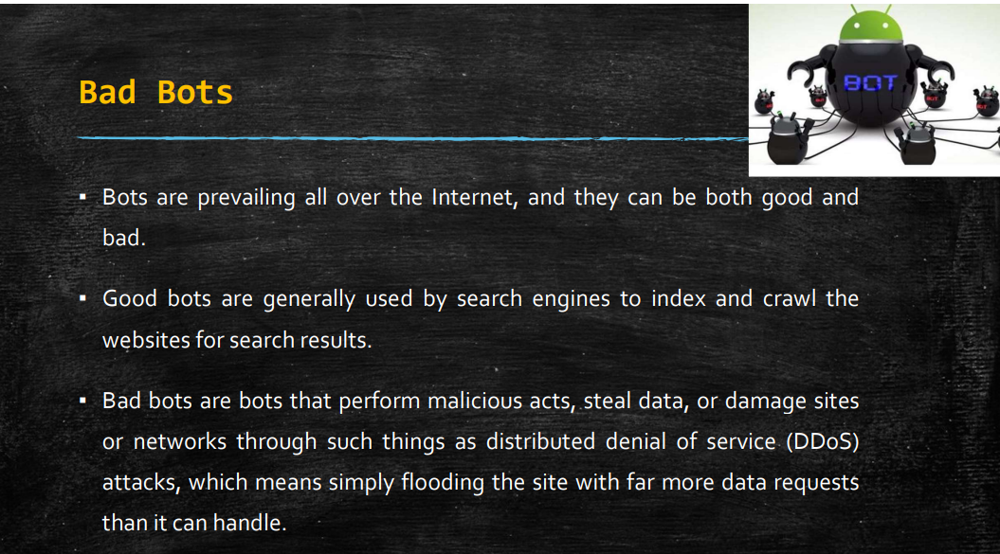 Bad Bots
BOT
▪ Bots are prevailing all over the Internet, and they can be both good and
bad.
▪ Good bots are generally used by search engines to index and crawl the
websites for search results.
▪ Bad bots are bots that perform malicious acts, steal data, or damage sites
or networks through such things as distributed denial of service (DDoS)
attacks, which means simply flooding the site with far more data requests
than it can handle.